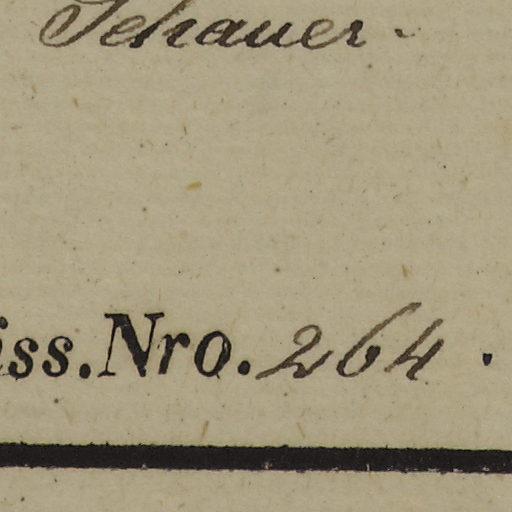 Schauer.
iss. Nro. 264.